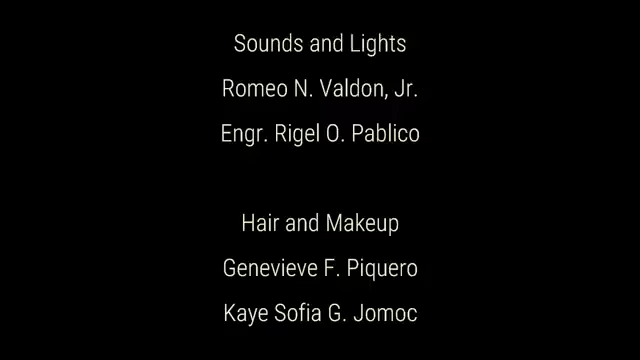 Sounds and Lights
Romeo N. Valdon, Jr.
Engr. Rigel O. Pablico
Hair and Makeup
Genevieve F. Piquero
Kaye Sofia G. Jomoc